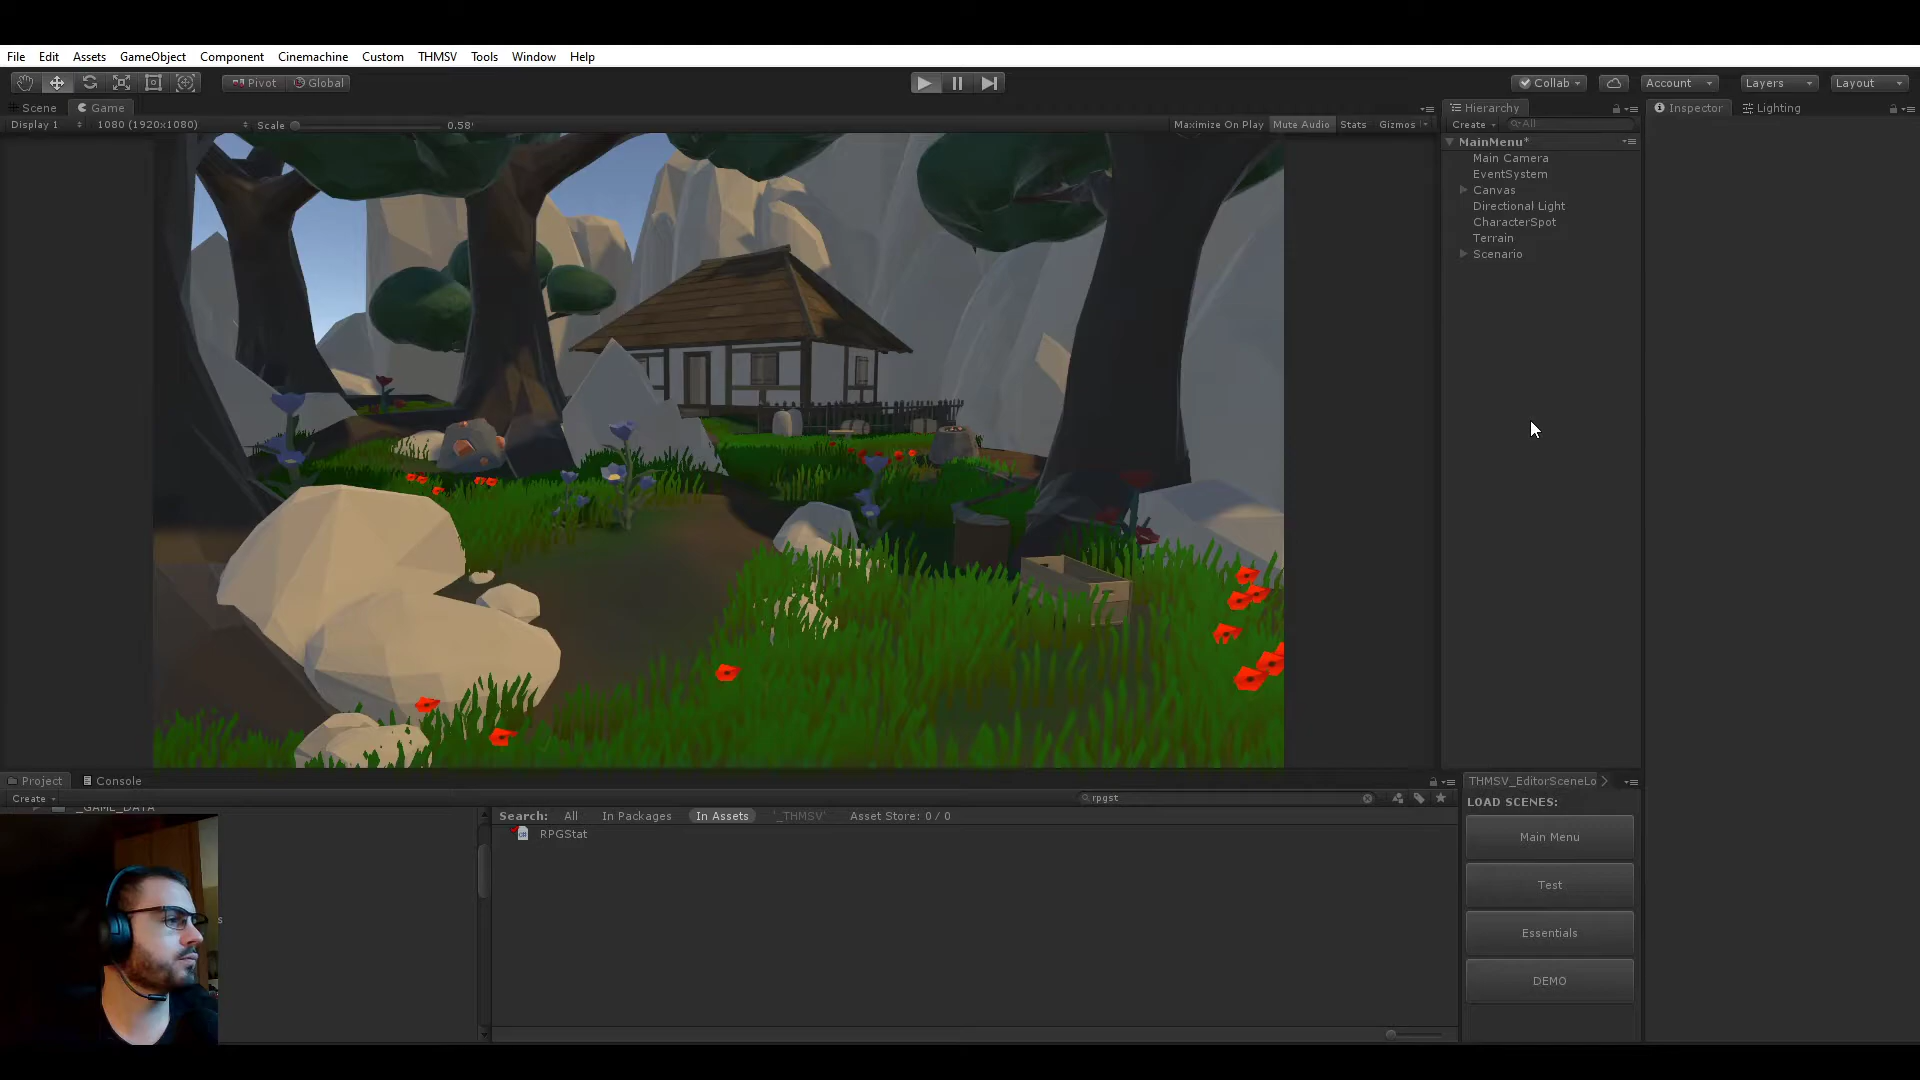 File Edit Assets GameObject Component Cinemachine Custom THMSV Tools Window Help
Pivot Global Collab Account Layers Layout
Scene Game Hierarchy Inspector Lighting
Display 1 1080 (1920x1080) Scale 0.58 Maximize On Play Mute Audio Stats Gizmos Create All
MainMenu*
Main Camera
EventSystem
Canvas
Directional Light
CharacterSpot
Terrain
Scenario
Project Console THMSV_EditorSceneLo
Create rpgst LOAD SCENES:
_GAME_DATA
Search: All In Packages In Assets '_THMSV' Asset Store: 0 / 0
RPGStat
Main Menu
Test
Essentials
DEMO